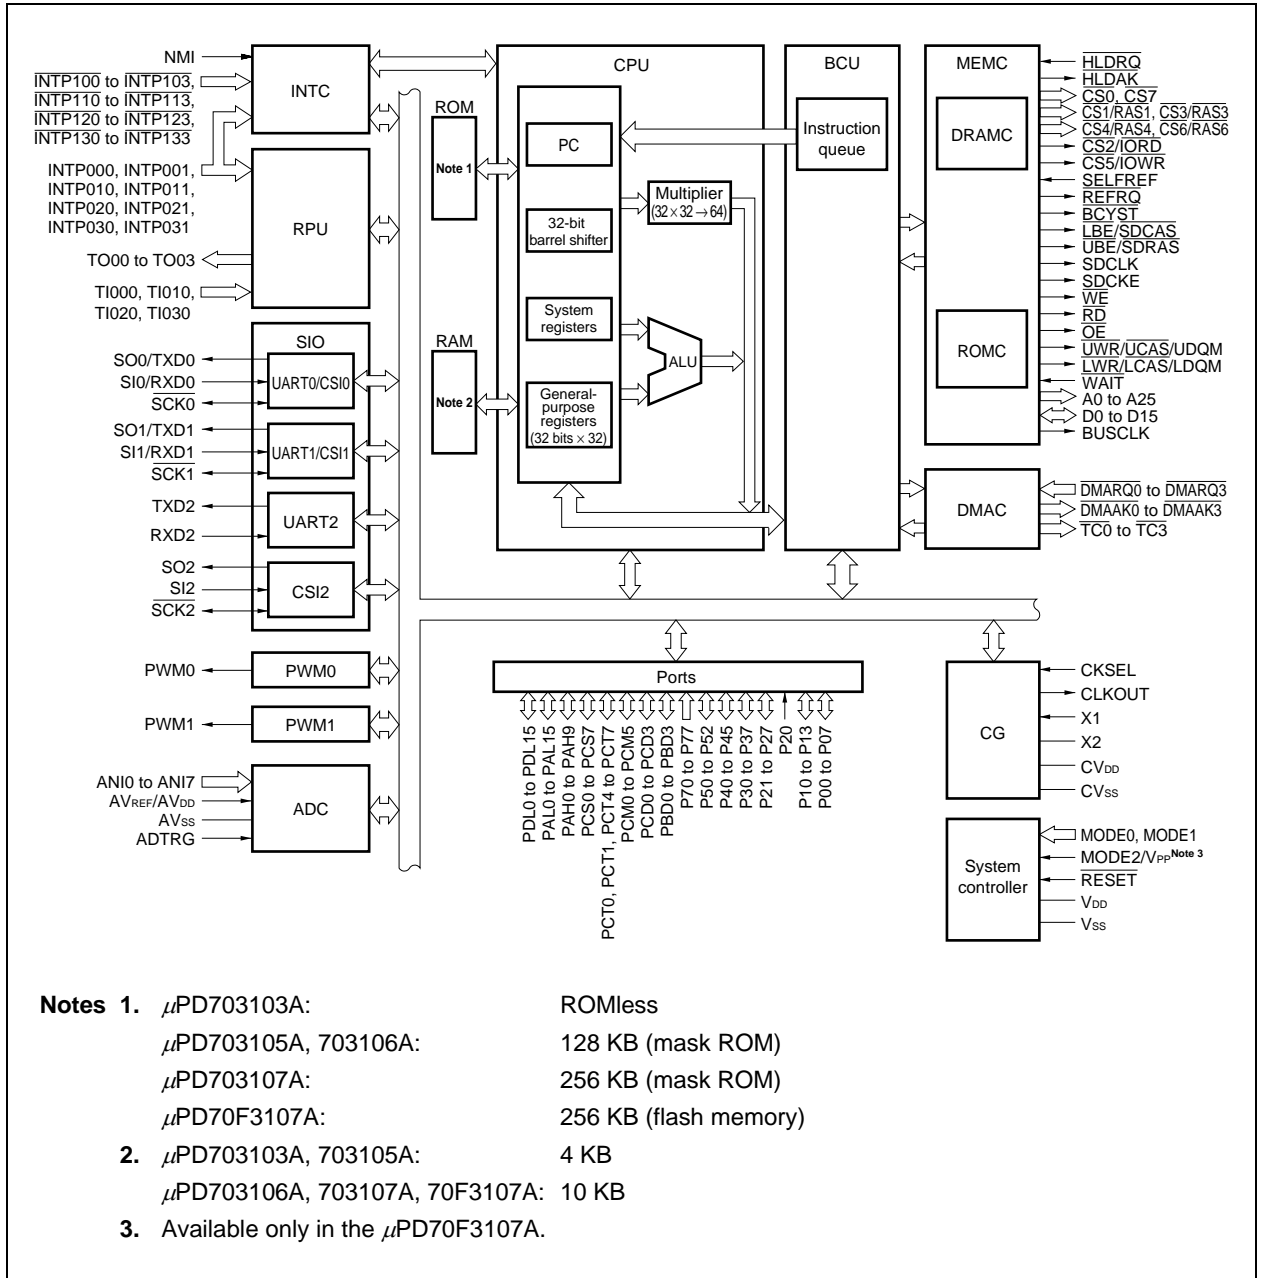 NMI
INTP100 to INTP103,
INTP110 to INTP113,
INTP120 to INTP123,
INTP130 to INTP133
INTP000, INTP001,
INTP010, INTP011,
INTP020, INTP021,
INTP030, INTP031
TO00 to TO03
TI000, TI010,
TI020, TI030
INTC
RPU
SIO
SO0/TXD0
SI0/RXD0
SCK0
UART0/CSI0
SO1/TXD1
SI1/RXD1
SCK1
UART1/CSI1
TXD2
RXD2
UART2
SO2
SI2
SCK2
CSI2
PWM0
PWM0
PWM1
PWM1
ANI0 to ANI7
AVREF/AVDD
AVSS
ADTRG
ADC
ROM
Note 1
RAM
Note 2
CPU
PC
32-bit
barrel shifter
System
registers
General-
purpose
registers
(32 bits × 32)
Multiplier
(32 × 32 → 64)
ALU
BCU
Instruction
queue
MEMC
DRAMC
ROMC
HLDRQ
HLDAK
CS0, CS7
CS1/RAS1, CS3/RAS3
CS4/RAS4, CS6/RAS6
CS2/IORD
CS5/IOWR
SELFREF
REFRQ
BCYST
LBE/SDCAS
UBE/SDRAS
SDCLK
SDCKE
WE
RD
OE
UWR/UCAS/UDQM
LWR/LCAS/LDQM
WAIT
A0 to A25
D0 to D15
BUSCLK
DMAC
DMARQ0 to DMARQ3
DMAAK0 to DMAAK3
TC0 to TC3
Ports
PDL0 to PDL15
PAL0 to PAL15
PAH0 to PAH9
PCS0 to PCS7
PCT0, PCT1, PCT4 to PCT7
PCM0 to PCM5
PCD0 to PCD3
PBD0 to PBD3
P70 to P77
P50 to P52
P40 to P45
P30 to P37
P21 to P27
P20
P10 to P13
P00 to P07
CG
CKSEL
CLKOUT
X1
X2
CVDD
CVSS
System
controller
MODE0, MODE1
MODE2/VPP Note 3
RESET
VDD
VSS
Notes 1. μPD703103A: ROMless
μPD703105A, 703106A: 128 KB (mask ROM)
μPD703107A: 256 KB (mask ROM)
μPD70F3107A: 256 KB (flash memory)
2. μPD703103A, 703105A: 4 KB
μPD703106A, 703107A, 70F3107A: 10 KB
3. Available only in the μPD70F3107A.